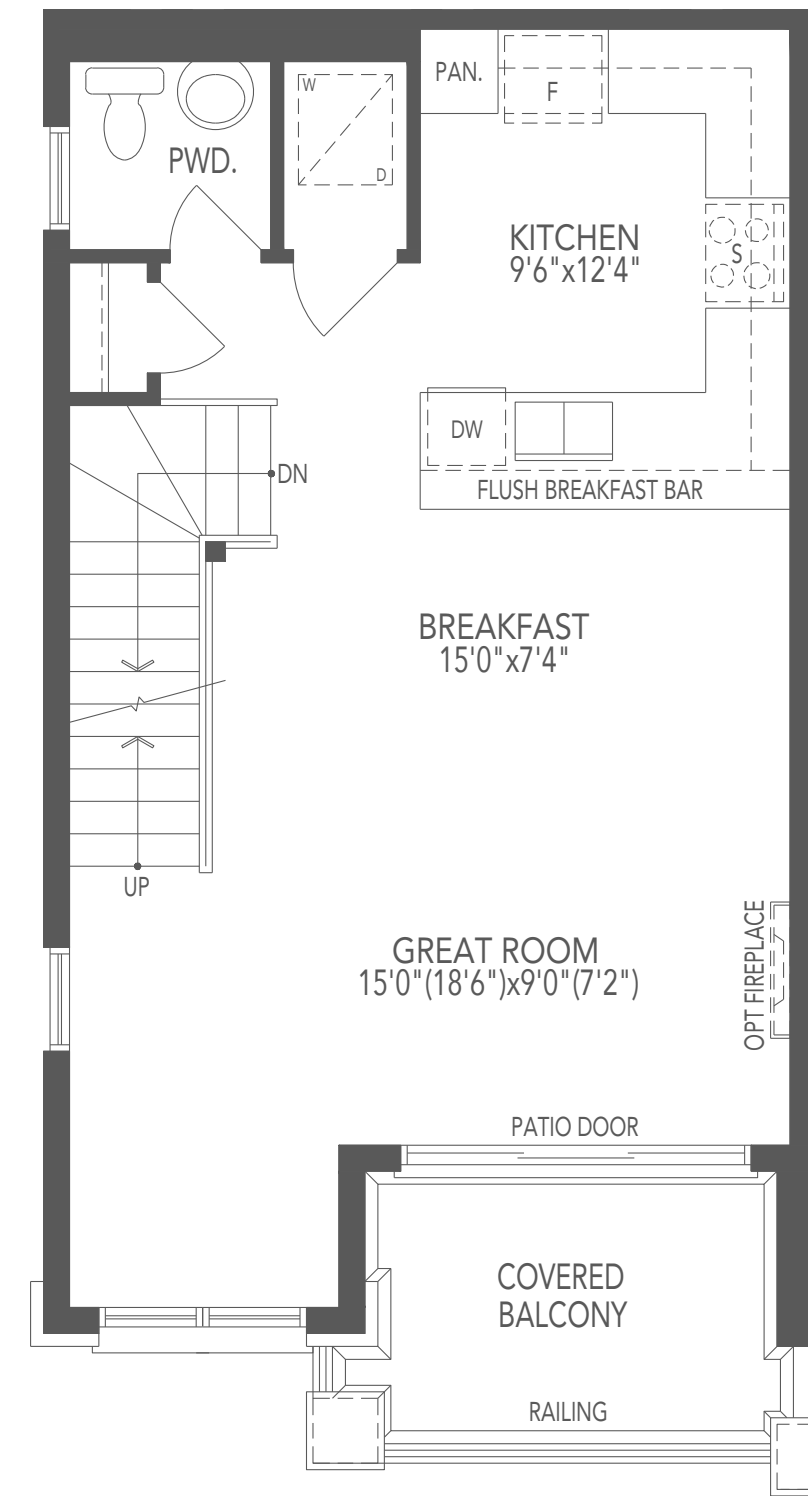 PAN.
F
W
D
PWD.
KITCHEN
9'6"x12'4"
S
DW
DN
FLUSH BREAKFAST BAR
BREAKFAST
15'0"x7'4"
UP
GREAT ROOM
15'0"(18'6")x9'0"(7'2")
OPT FIREPLACE
PATIO DOOR
COVERED
BALCONY
RAILING